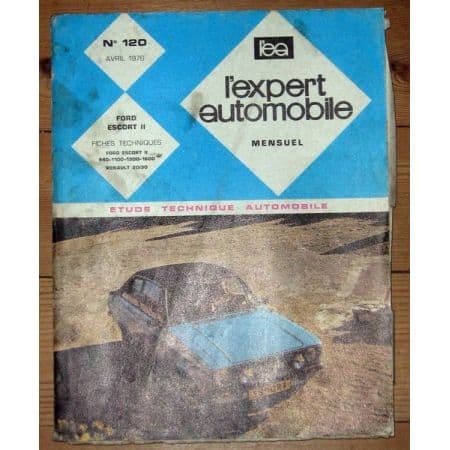 N° 120
AVRIL 1976
FORD
ESCORT II
FICHES TECHNIQUES
FORD ESCORT II
940-1100-1300-1600
RENAULT 20/30
l'ea
l'expert
automobile
MENSUEL
ETUDE TECHNIQUE AUTOMOBILE